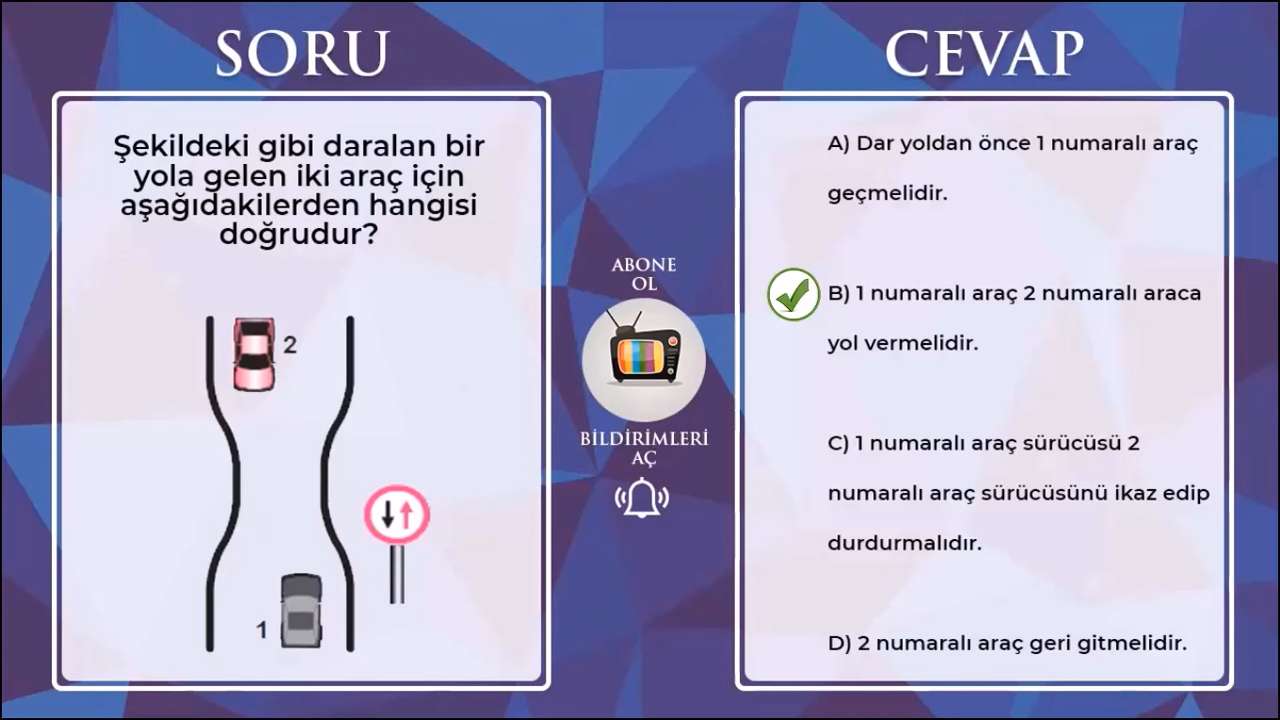 SORU
Şekildeki gibi daralan bir
yola gelen iki araç için
aşağıdakilerden hangisi
doğrudur?
2
1
ABONE
OL
BİLDİRİMLERİ
AÇ
CEVAP
A) Dar yoldan önce 1 numaralı araç
geçmelidir.
B) 1 numaralı araç 2 numaralı araca
yol vermelidir.
C) 1 numaralı araç sürücüsü 2
numaralı araç sürücüsünü ikaz edip
durdurmalıdır.
D) 2 numaralı araç geri gitmelidir.